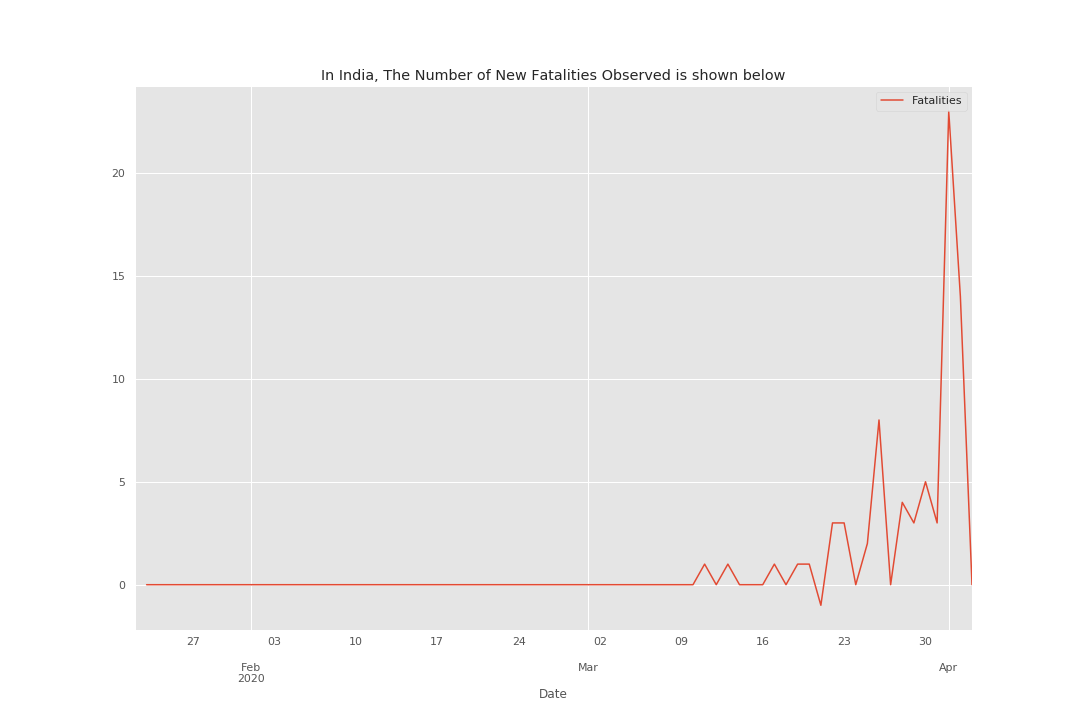 In India, The Number of New Fatalities Observed is shown below
Fatalities
20
15
10
5
0
27 03 10 17 24 02 09 16 23 30
Feb Mar Apr
2020
Date